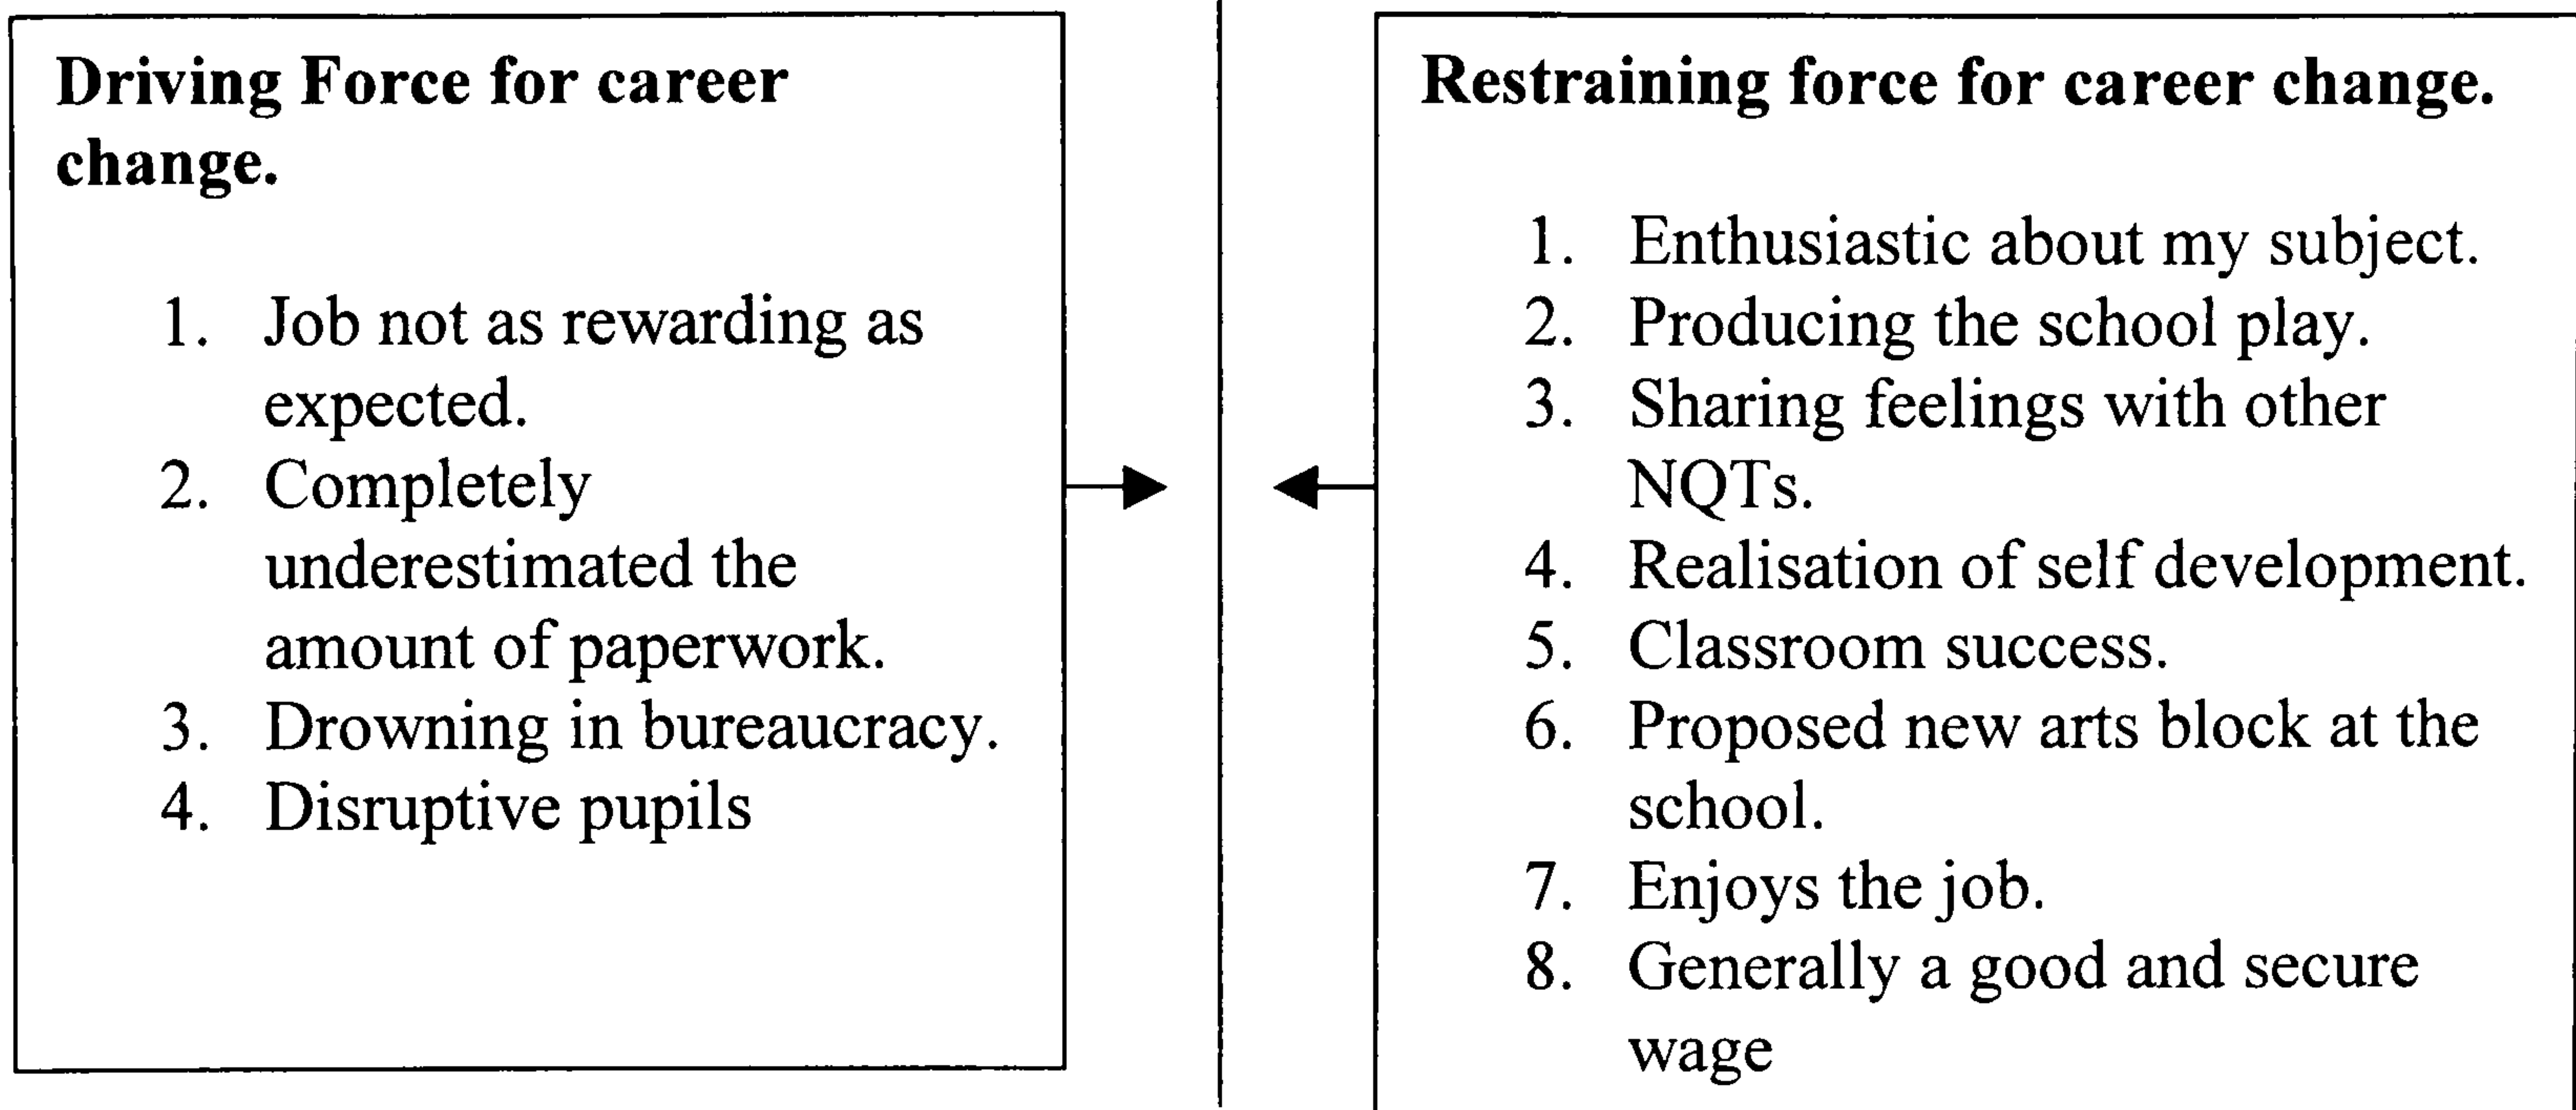 Driving Force for career
change.
1. Job not as rewarding as
expected.
2. Completely
underestimated the
amount of paperwork.
3. Drowning in bureaucracy.
4. Disruptive pupils
Restraining force for career change.
1. Enthusiastic about my subject.
2. Producing the school play.
3. Sharing feelings with other
NQTs.
4. Realisation of self development.
5. Classroom success.
6. Proposed new arts block at the
school.
7. Enjoys the job.
8. Generally a good and secure
wage